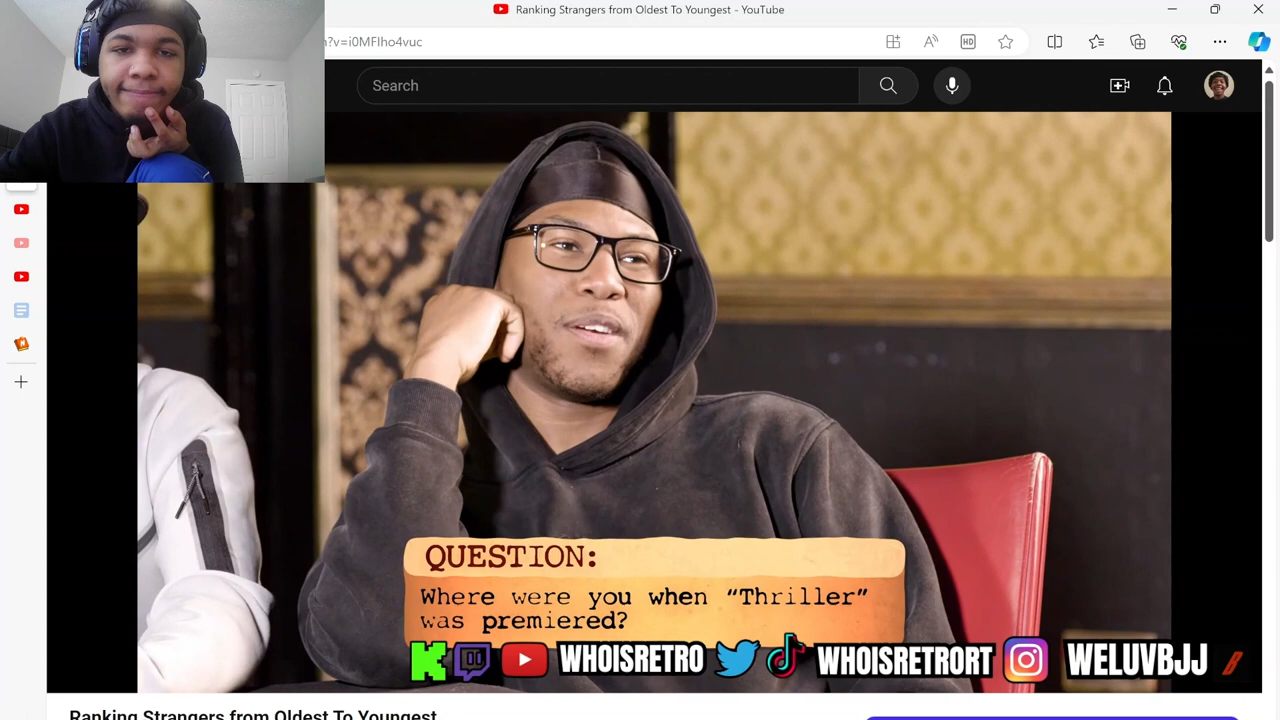 Ranking Strangers from Oldest To Youngest - YouTube
?v=i0MFIho4vuc
HD
Search
QUESTION:
Where were you when “Thriller”
was premiered?
WHOISRETRO
WHOISRETRORT
WELUVBJJ
Ranking Strangers from Oldest To Youngest